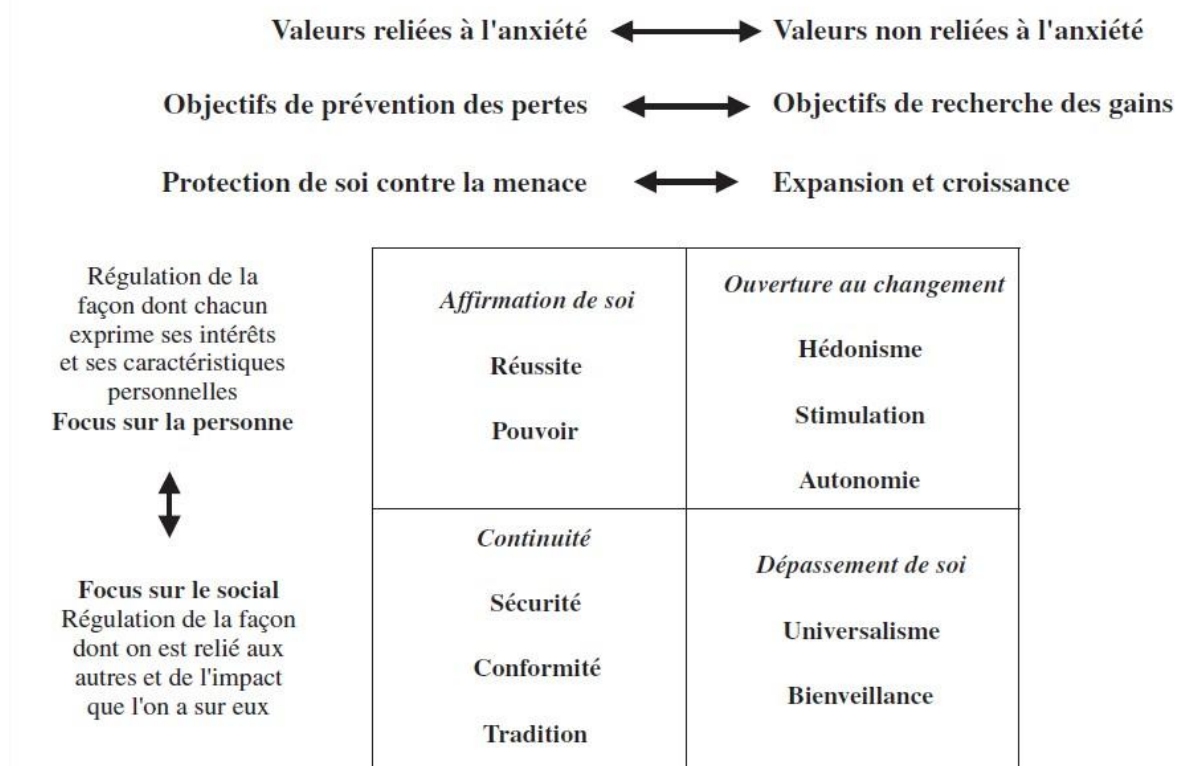 Valeurs reliées à l'anxiété Valeurs non reliées à l'anxiété
Objectifs de prévention des pertes Objectifs de recherche des gains
Protection de soi contre la menace Expansion et croissance
Régulation de la
façon dont chacun
exprime ses intérêts
et ses caractéristiques
personnelles
Focus sur la personne
Focus sur le social
Régulation de la façon
dont on est relié aux
autres et de l'impact
que l'on a sur eux
Affirmation de soi
Réussite
Pouvoir
Ouverture au changement
Hédonisme
Stimulation
Autonomie
Continuité
Sécurité
Conformité
Tradition
Dépassement de soi
Universalisme
Bienveillance